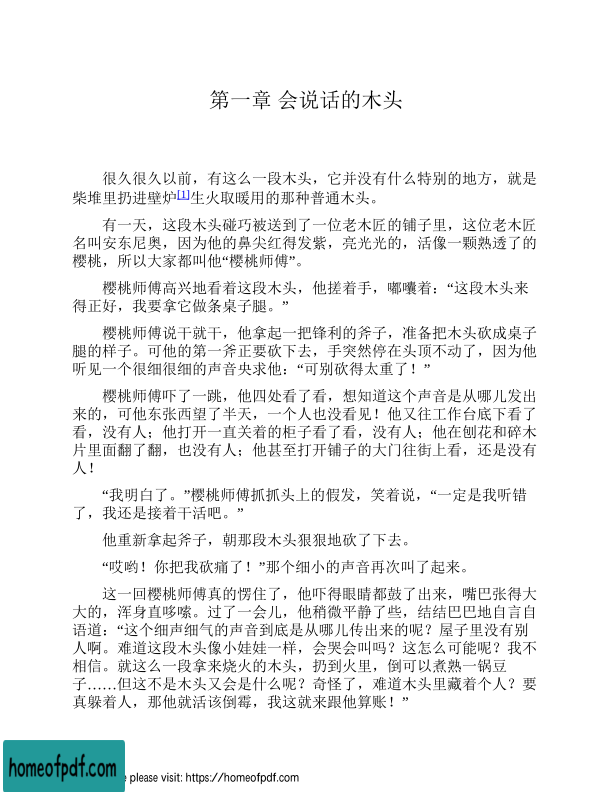 第一章 会说话的木头
很久很久以前，有这么一段木头，它并没有什么特别的地方，就是
柴堆里扔进壁炉[1]生火取暖用的那种普通木头。
有一天，这段木头碰巧被送到了一位老木匠的铺子里，这位老木匠
名叫安东尼奥，因为他的鼻尖红得发紫，亮光光的，活像一颗熟透了的
樱桃，所以大家都叫他“樱桃师傅”。
樱桃师傅高兴地看着这段木头，他搓着手，嘟囔着：“这段木头来
得正好，我要拿它做条桌子腿。”
樱桃师傅说干就干，他拿起一把锋利的斧子，准备把木头砍成桌子
腿的样子。可他的第一斧正要砍下去，手突然停在头顶不动了，因为他
听见一个很细很细的声音央求他：“可别砍得太重了！”
樱桃师傅吓了一跳，他四处看了看，想知道这个声音是从哪儿发出
来的，可他东张西望了半天，一个人也没看见！他又往工作台底下看了
看，没有人；他打开一直关着的柜子看了看，没有人；他在刨花和碎木
片里面翻了翻，也没有人；他甚至打开铺子的大门往街上看，还是没有
人！
“我明白了。”樱桃师傅抓抓头上的假发，笑着说，“一定是我听错
了，我还是接着干活吧。”
他重新拿起斧子，朝那段木头狠狠地砍了下去。
“哎哟！你把我砍痛了！”那个细小的声音再次叫了起来。
这一回樱桃师傅真的愣住了，他吓得眼睛都鼓了出来，嘴巴张得大
大的，浑身直哆嗦。过了一会儿，他稍微平静了些，结结巴巴地自言自
语道：“这个细声细气的声音到底是从哪儿传出来的呢？屋子里没有别
人啊。难道这段木头像小娃娃一样，会哭会叫吗？这怎么可能呢？我不
相信。就这么一段拿来烧火的木头，扔到火里，倒可以煮熟一锅豆
子……但这不是木头又会是什么呢？奇怪了，难道木头里藏着个人？要
真躲着人，那他就活该倒霉，我这就来跟他算账！”
homeofpdf.com
e please visit: https://homeofpdf.com